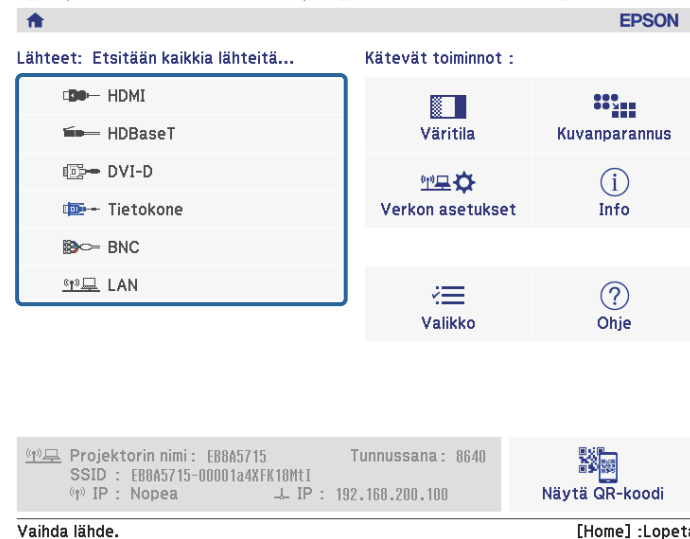 EPSON
Lähteet: Etsitään kaikkia lähteitä...
HDMI
HDBaseT
DVI-D
Tietokone
BNC
LAN
Kätevät toiminnot :
Väritila
Kuvanparannus
Verkon asetukset
Info
Valikko
Ohje
Projektorin nimi : EB8A5715 Tunnussana : 8640
SSID : EB8A5715-00001a4XFK18MtI
IP : Nopea IP : 192.168.200.100
Näytä QR-koodi
Vaihda lähde. [Home] :Lopeta